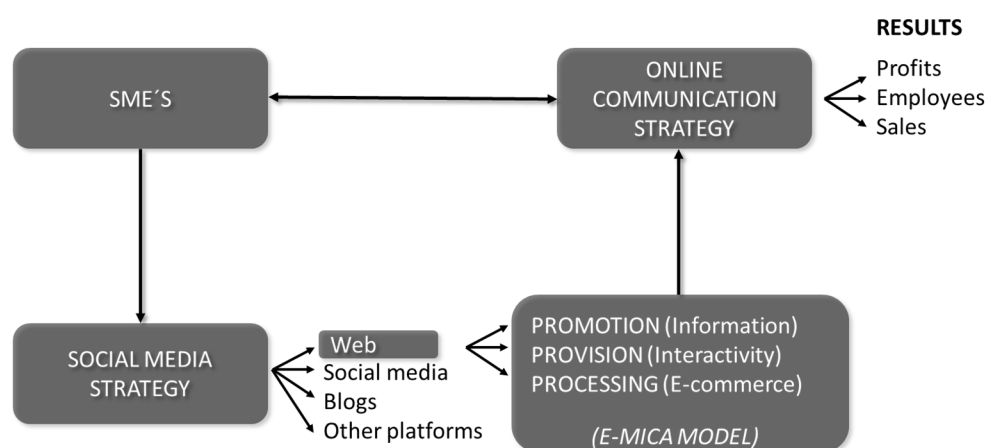 RESULTS
SME´S
ONLINE
COMMUNICATION
STRATEGY
Profits
Employees
Sales
SOCIAL MEDIA
STRATEGY
Web
Social media
Blogs
Other platforms
PROMOTION (Information)
PROVISION (Interactivity)
PROCESSING (E-commerce)
(E-MICA MODEL)